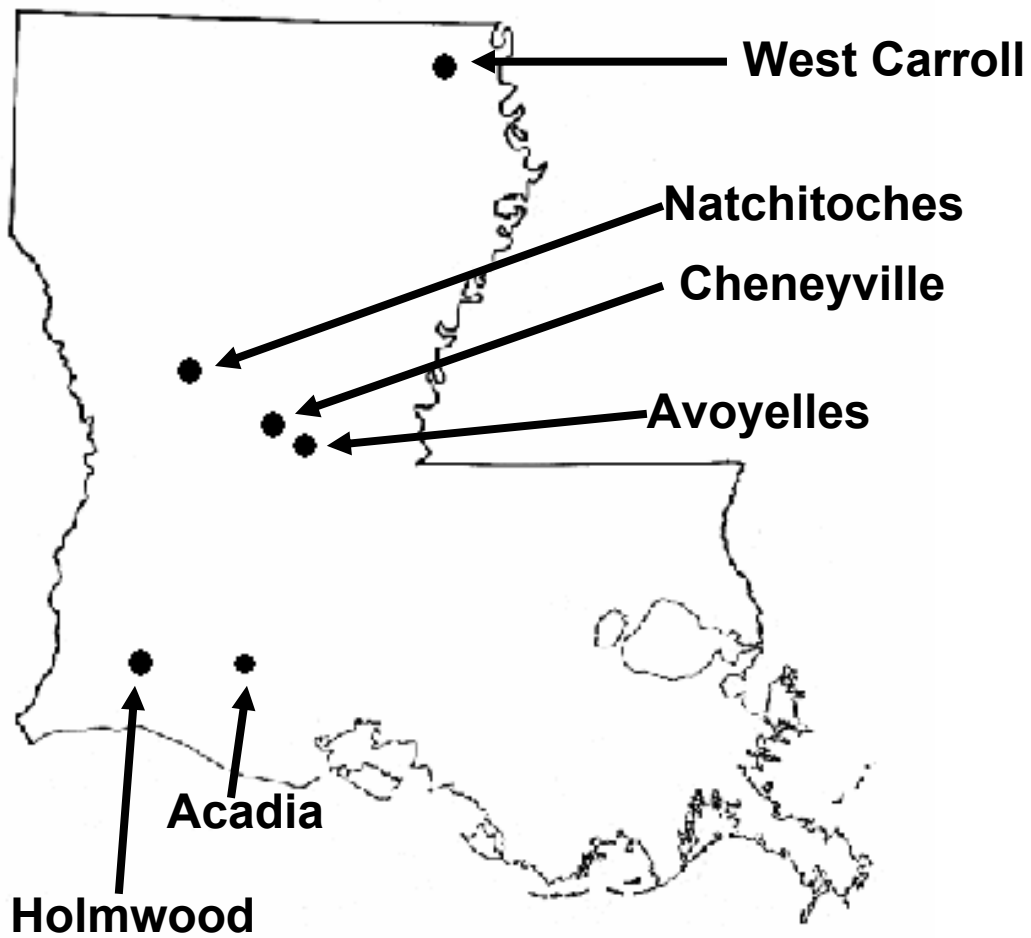 West Carroll
Natchitoches
Cheneyville
Avoyelles
Acadia
Holmwood